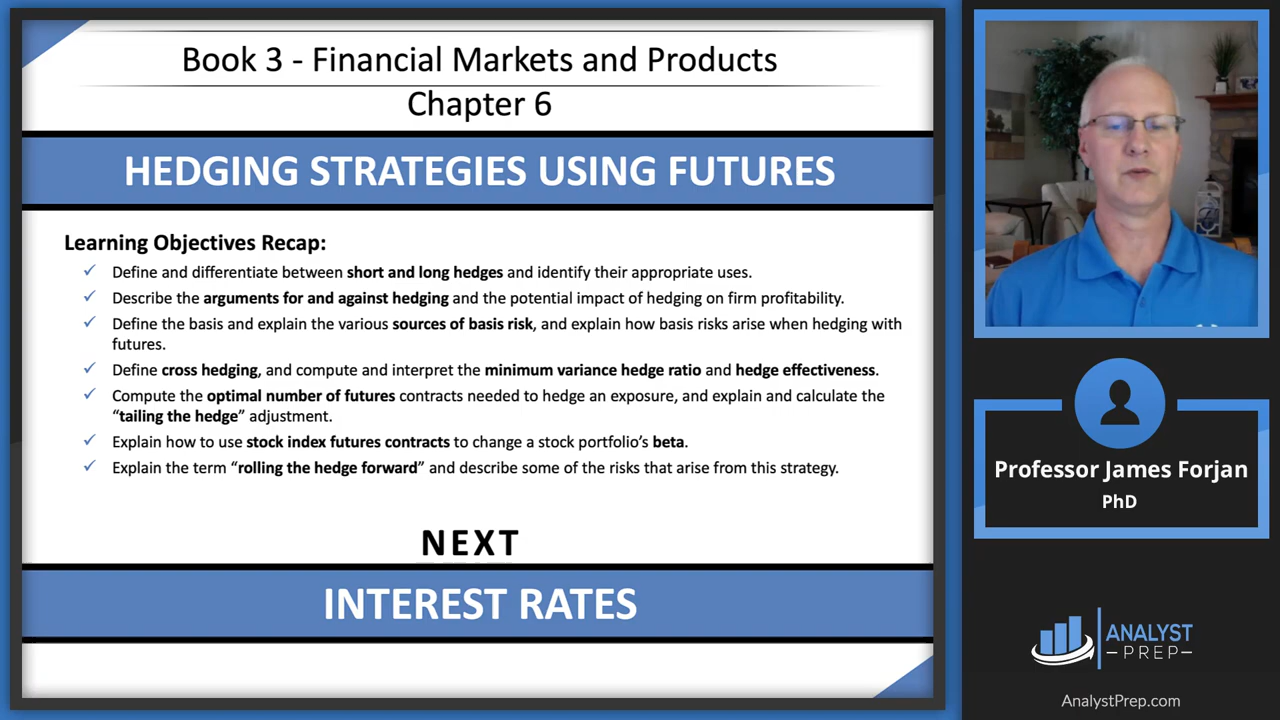 Book 3 - Financial Markets and Products
Chapter 6
HEDGING STRATEGIES USING FUTURES
Learning Objectives Recap:
✓ Define and differentiate between short and long hedges and identify their appropriate uses.
✓ Describe the arguments for and against hedging and the potential impact of hedging on firm profitability.
✓ Define the basis and explain the various sources of basis risk, and explain how basis risks arise when hedging with
futures.
✓ Define cross hedging, and compute and interpret the minimum variance hedge ratio and hedge effectiveness.
✓ Compute the optimal number of futures contracts needed to hedge an exposure, and explain and calculate the
“tailing the hedge” adjustment.
✓ Explain how to use stock index futures contracts to change a stock portfolio’s beta.
✓ Explain the term “rolling the hedge forward” and describe some of the risks that arise from this strategy.
NEXT
INTEREST RATES
Professor James Forjan
PhD
ANALYST
PREP
AnalystPrep.com